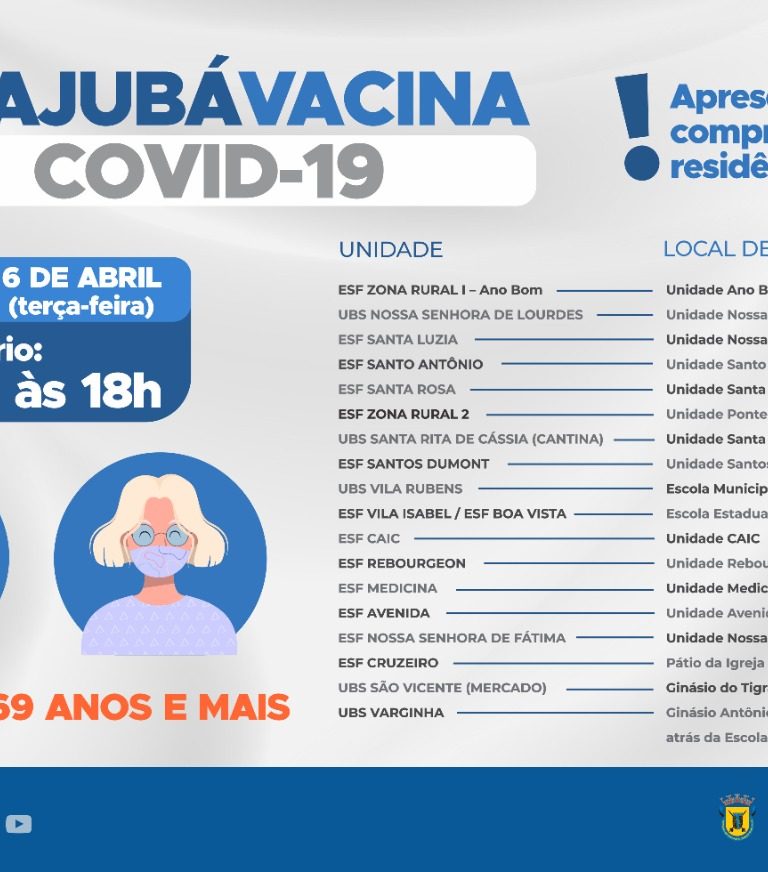 AJUBÁVACINA
COVID-19
Aprese
compr
residê
6 DE ABRIL
(terça-feira)
rio:
às 18h
69 ANOS E MAIS
UNIDADE
LOCAL DE
ESF ZONA RURAL I – Ano Bom
Unidade Ano B
UBS NOSSA SENHORA DE LOURDES
Unidade Nossa
ESF SANTA LUZIA
Unidade Nossa
ESF SANTO ANTÔNIO
Unidade Santo
ESF SANTA ROSA
Unidade Santa
ESF ZONA RURAL 2
Unidade Ponte
UBS SANTA RITA DE CÁSSIA (CANTINA)
Unidade Santa
ESF SANTOS DUMONT
Unidade Santos
UBS VILA RUBENS
Escola Municip
ESF VILA ISABEL / ESF BOA VISTA
Escola Estadua
ESF CAIC
Unidade CAIC
ESF REBOURGEON
Unidade Rebou
ESF MEDICINA
Unidade Medic
ESF AVENIDA
Unidade Avenid
ESF NOSSA SENHORA DE FÁTIMA
Unidade Nossa
ESF CRUZEIRO
Pátio da Igreja
UBS SÃO VICENTE (MERCADO)
Ginásio do Tigr
UBS VARGINHA
Ginásio Antôni
atrás da Escola